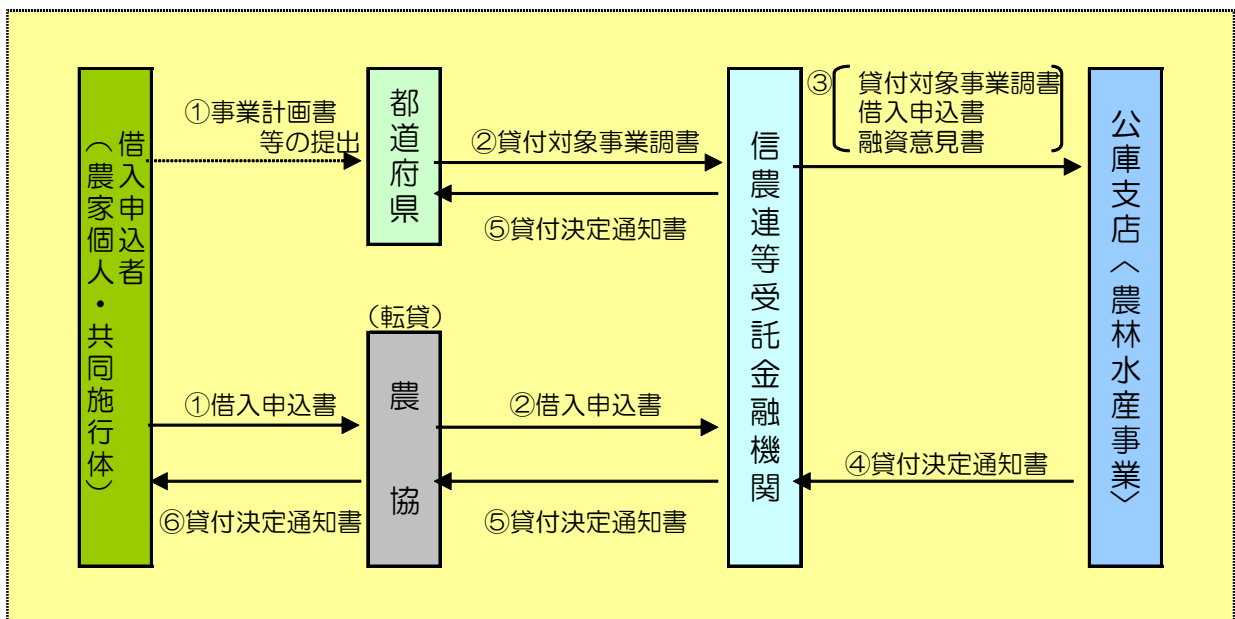 借入申込者
（農家個人・共同施行体）
①事業計画書
等の提出
都道府県
②貸付対象事業調書
⑤貸付決定通知書
信農連等受託金融機関
③
貸付対象事業調書
借入申込書
融資意見書
公庫支店〈農林水産事業〉
（転貸）
農協
①借入申込書
②借入申込書
④貸付決定通知書
⑥貸付決定通知書
⑤貸付決定通知書